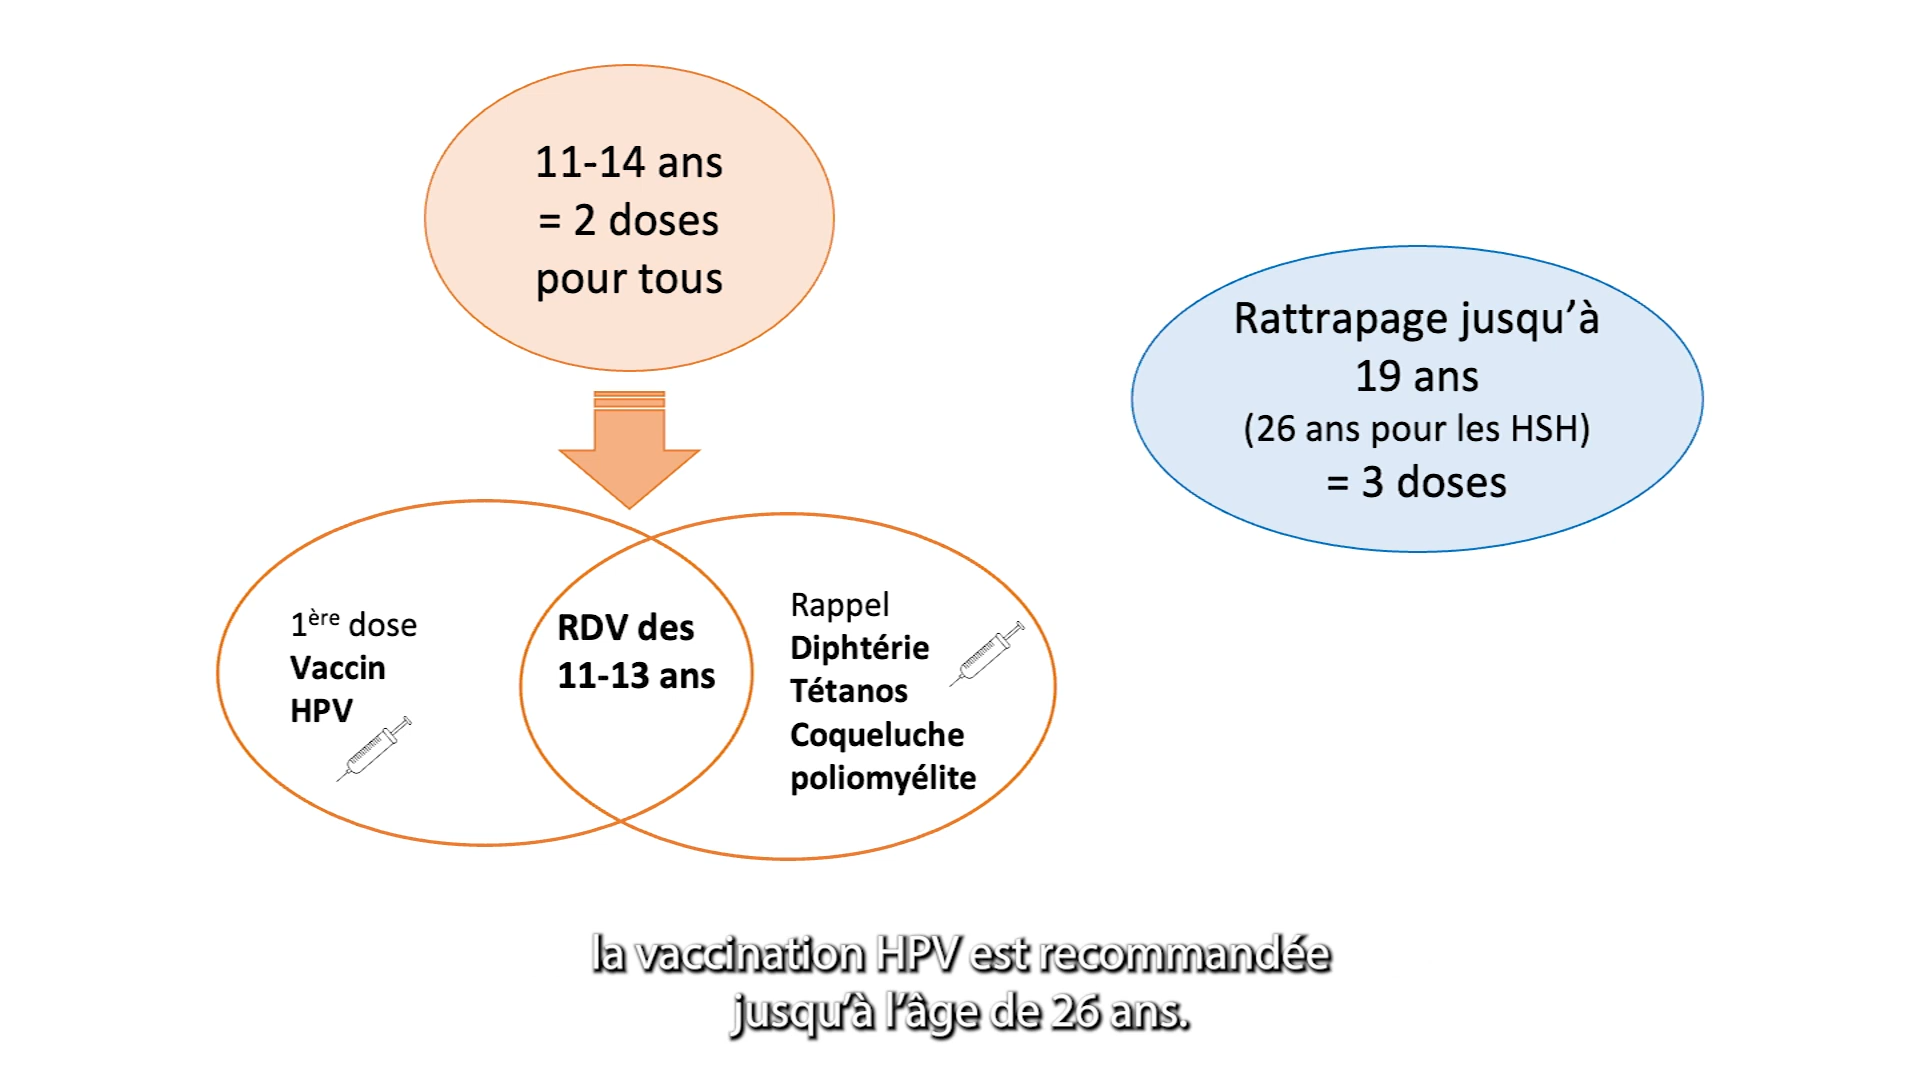 11-14 ans
= 2 doses
pour tous
Rattrapage jusqu’à
19 ans
(26 ans pour les HSH)
= 3 doses
1ère dose
Vaccin
HPV
RDV des
11-13 ans
Rappel
Diphtérie
Tétanos
Coqueluche
poliomyélite
la vaccination HPV est recommandée
jusqu’à l’âge de 26 ans.